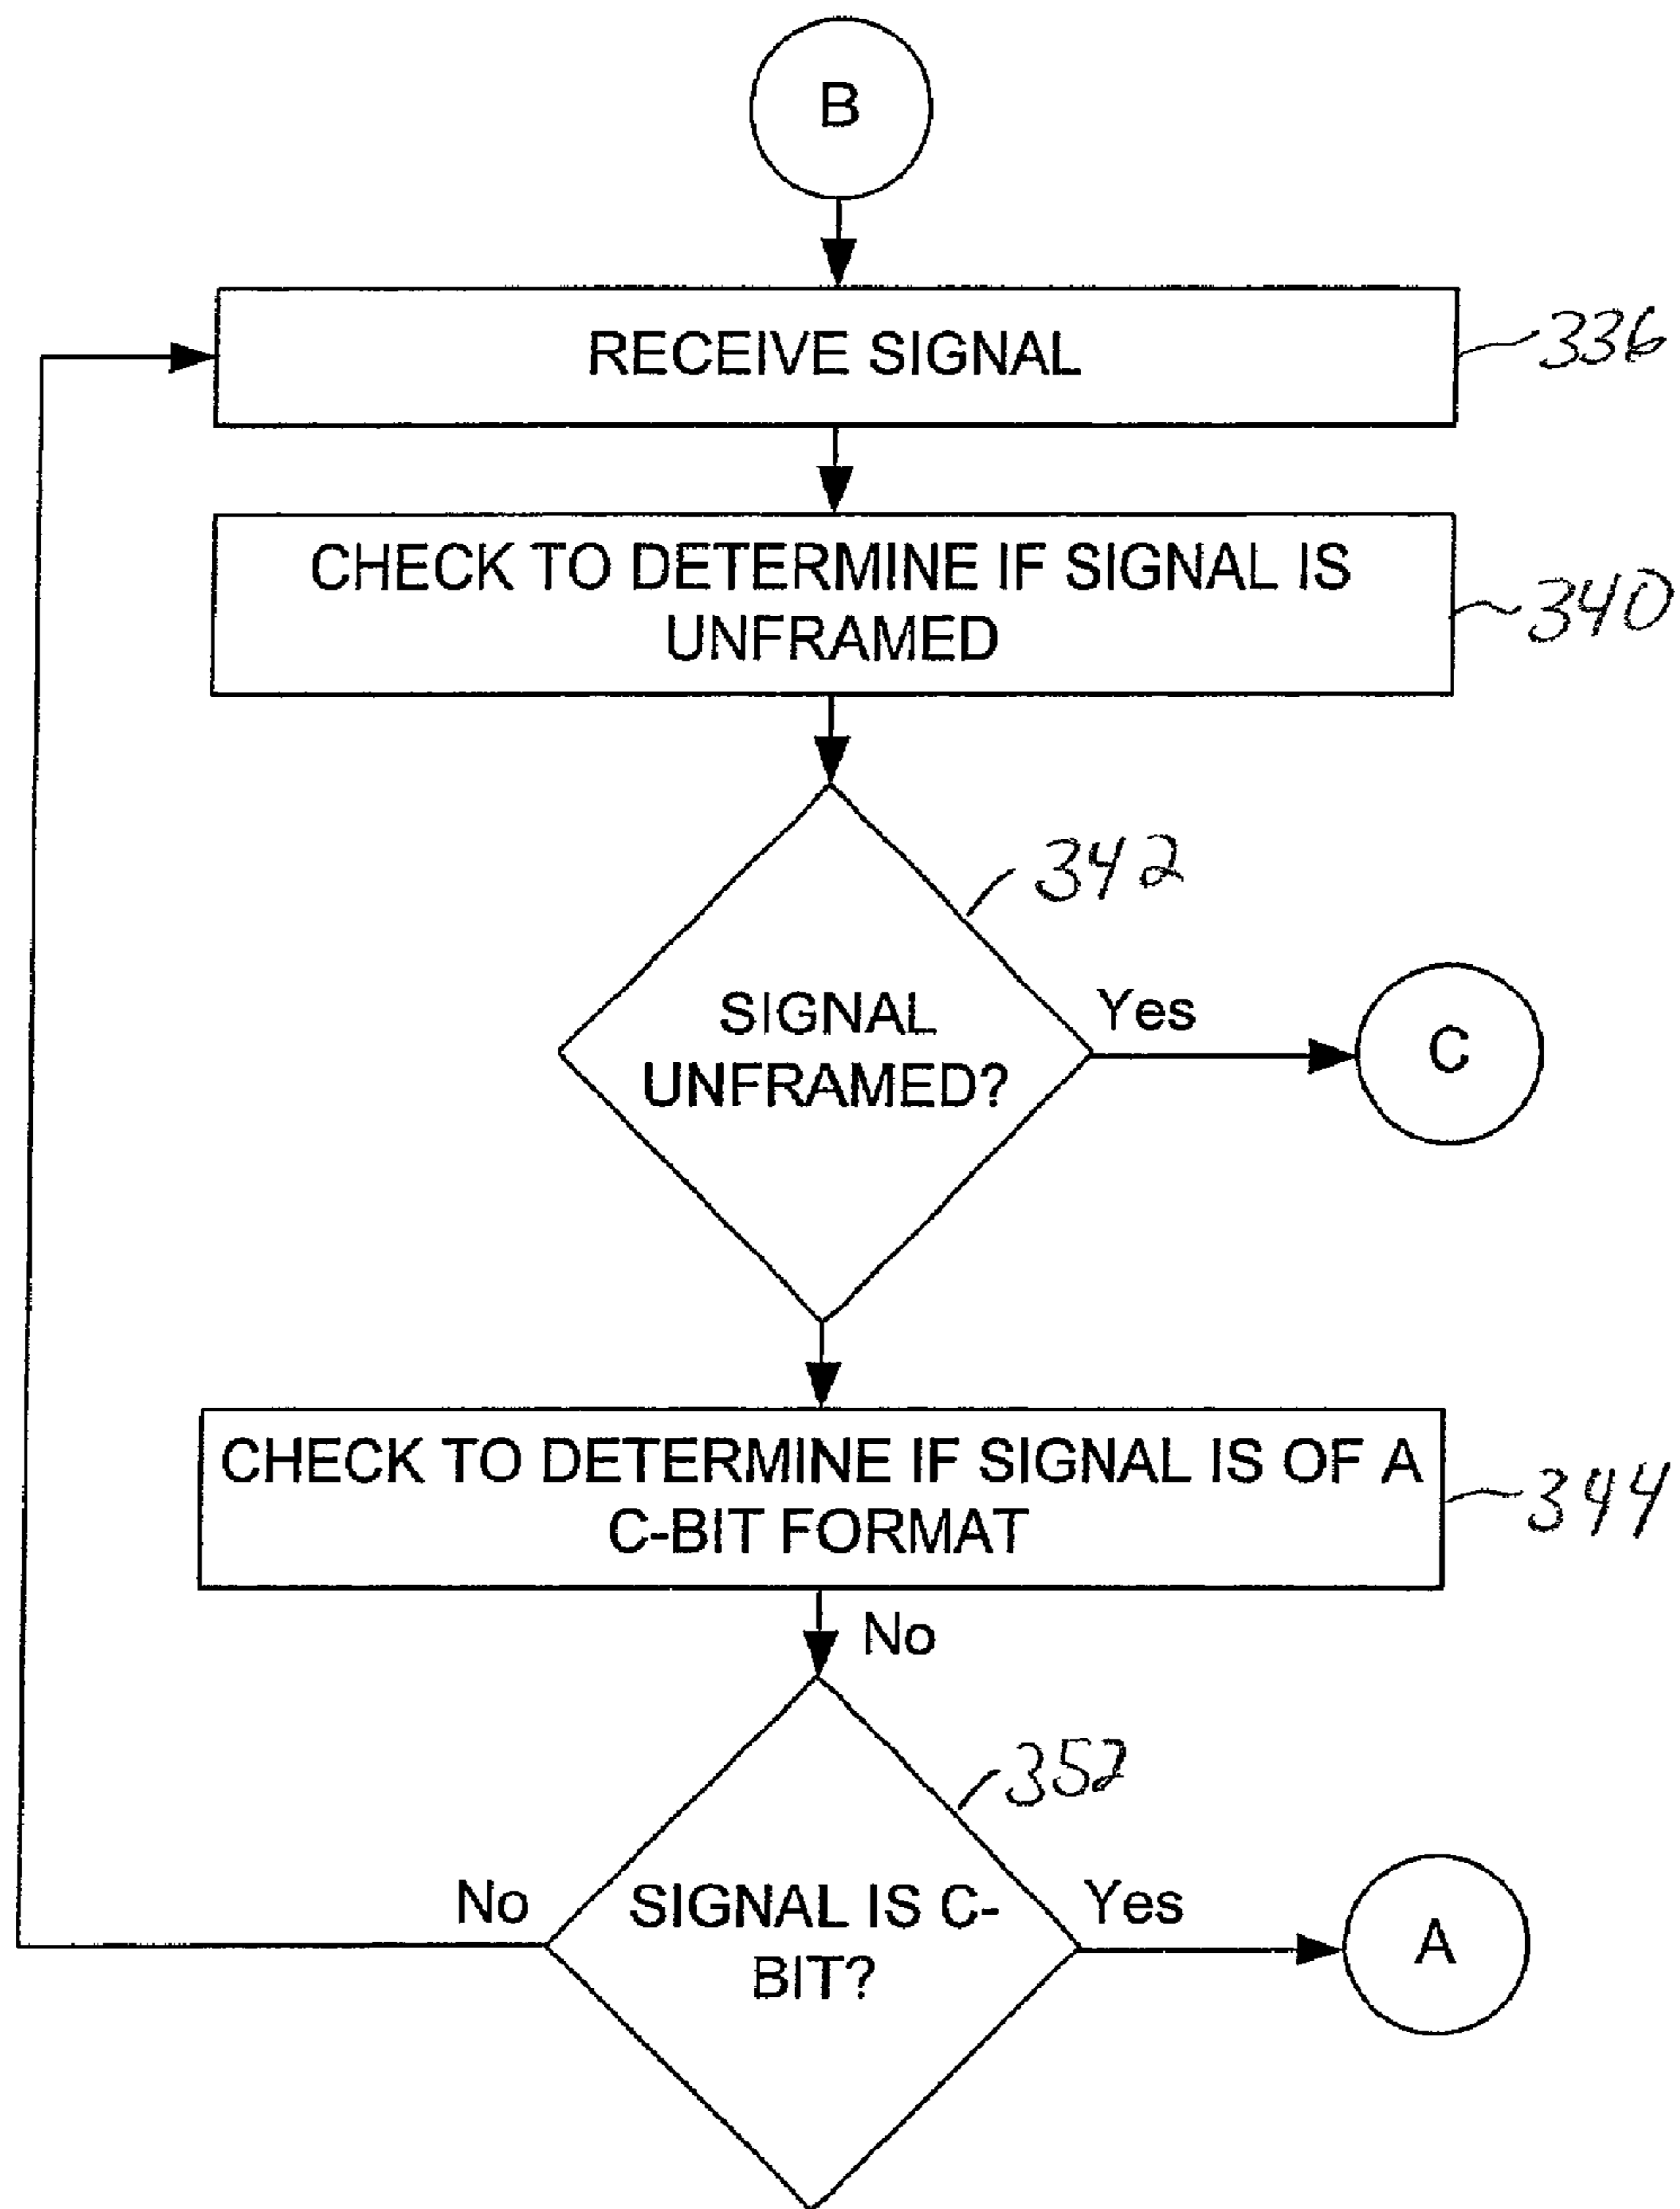 B
RECEIVE SIGNAL
336
CHECK TO DETERMINE IF SIGNAL IS
UNFRAMED
340
342
SIGNAL
UNFRAMED?
Yes
C
CHECK TO DETERMINE IF SIGNAL IS OF A
C-BIT FORMAT
344
No
352
No
SIGNAL IS C-
BIT?
Yes
A